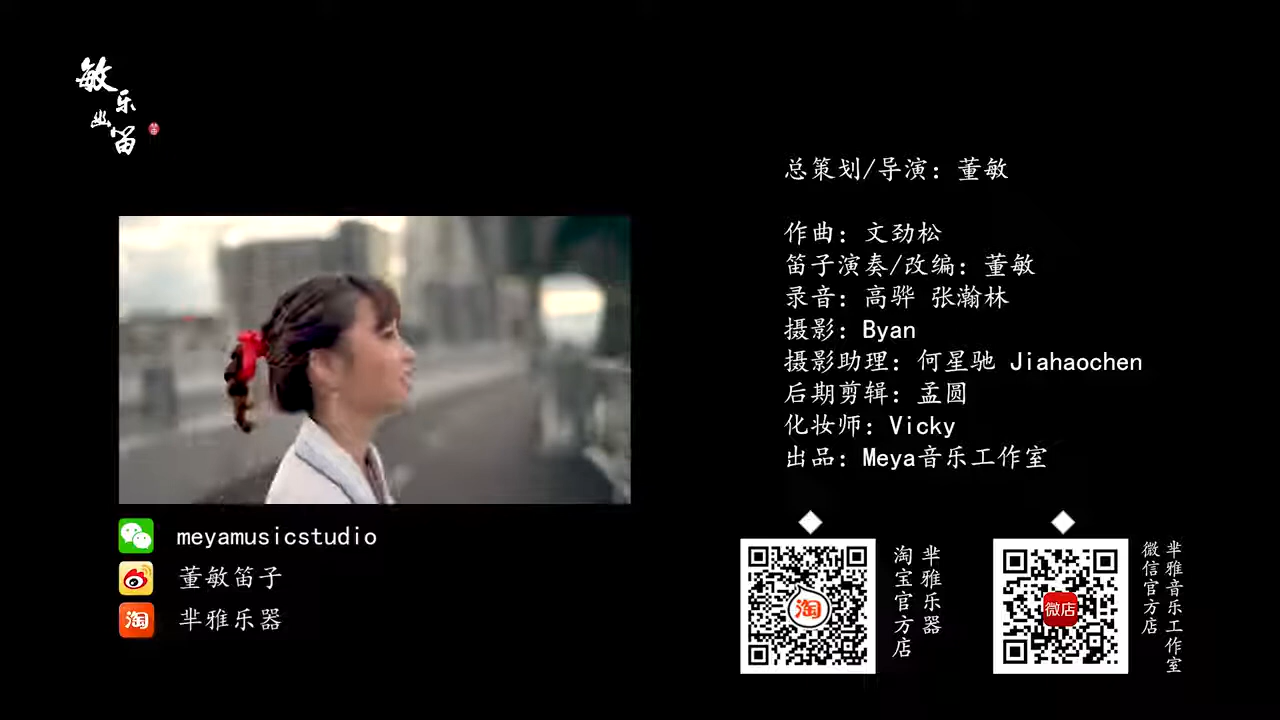 敏
乐
幽
笛
总策划/导演：董敏
作曲：文劲松
笛子演奏/改编：董敏
录音：高骅 张瀚林
摄影：Byan
摄影助理：何星驰 Jiahaochen
后期剪辑：孟圆
化妆师：Vicky
出品：Meya音乐工作室
meyamusicstudio
董敏笛子
淘
芈雅乐器
淘
芈雅乐器
淘宝官方店
微店
芈雅音乐工作室
微信官方店